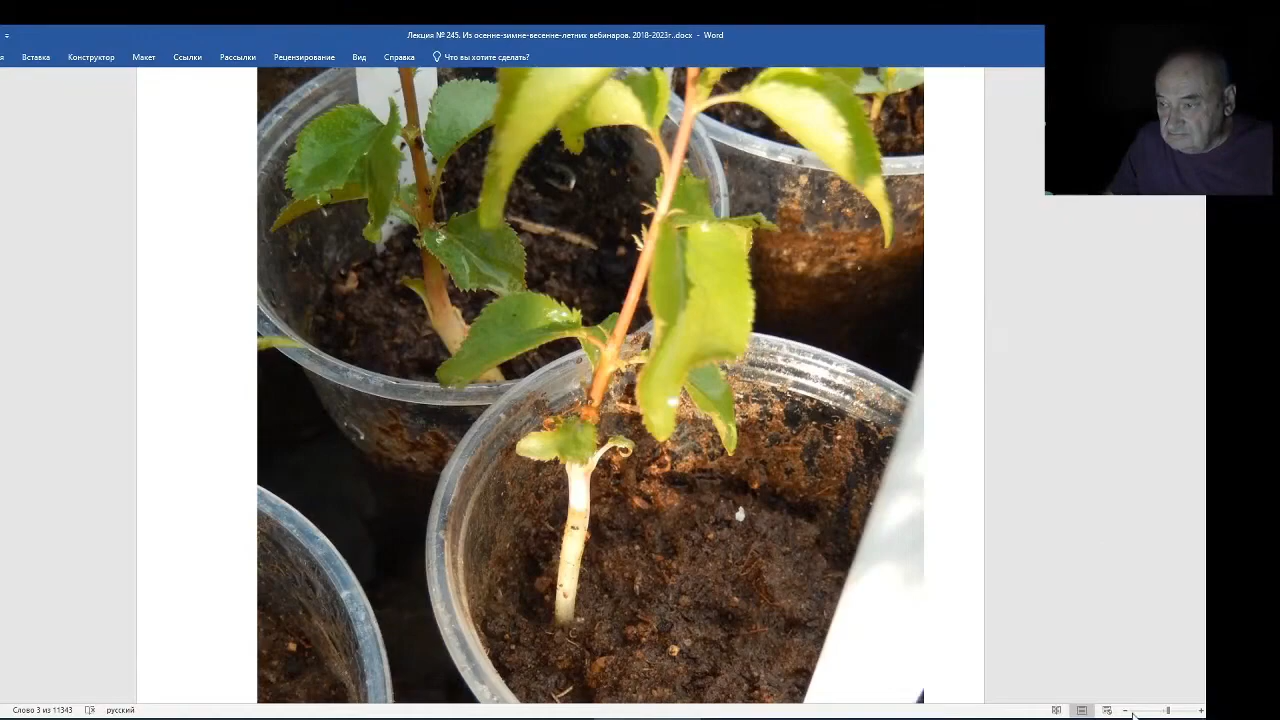 Лекция № 245. Из осенне-зимне-весенне-летних вебинаров. 2018-2023г..docx - Word
я Вставка Конструктор Макет Ссылки Рассылки Рецензирование Вид Справка Что вы хотите сделать?
Слово 3 из 11343 русский